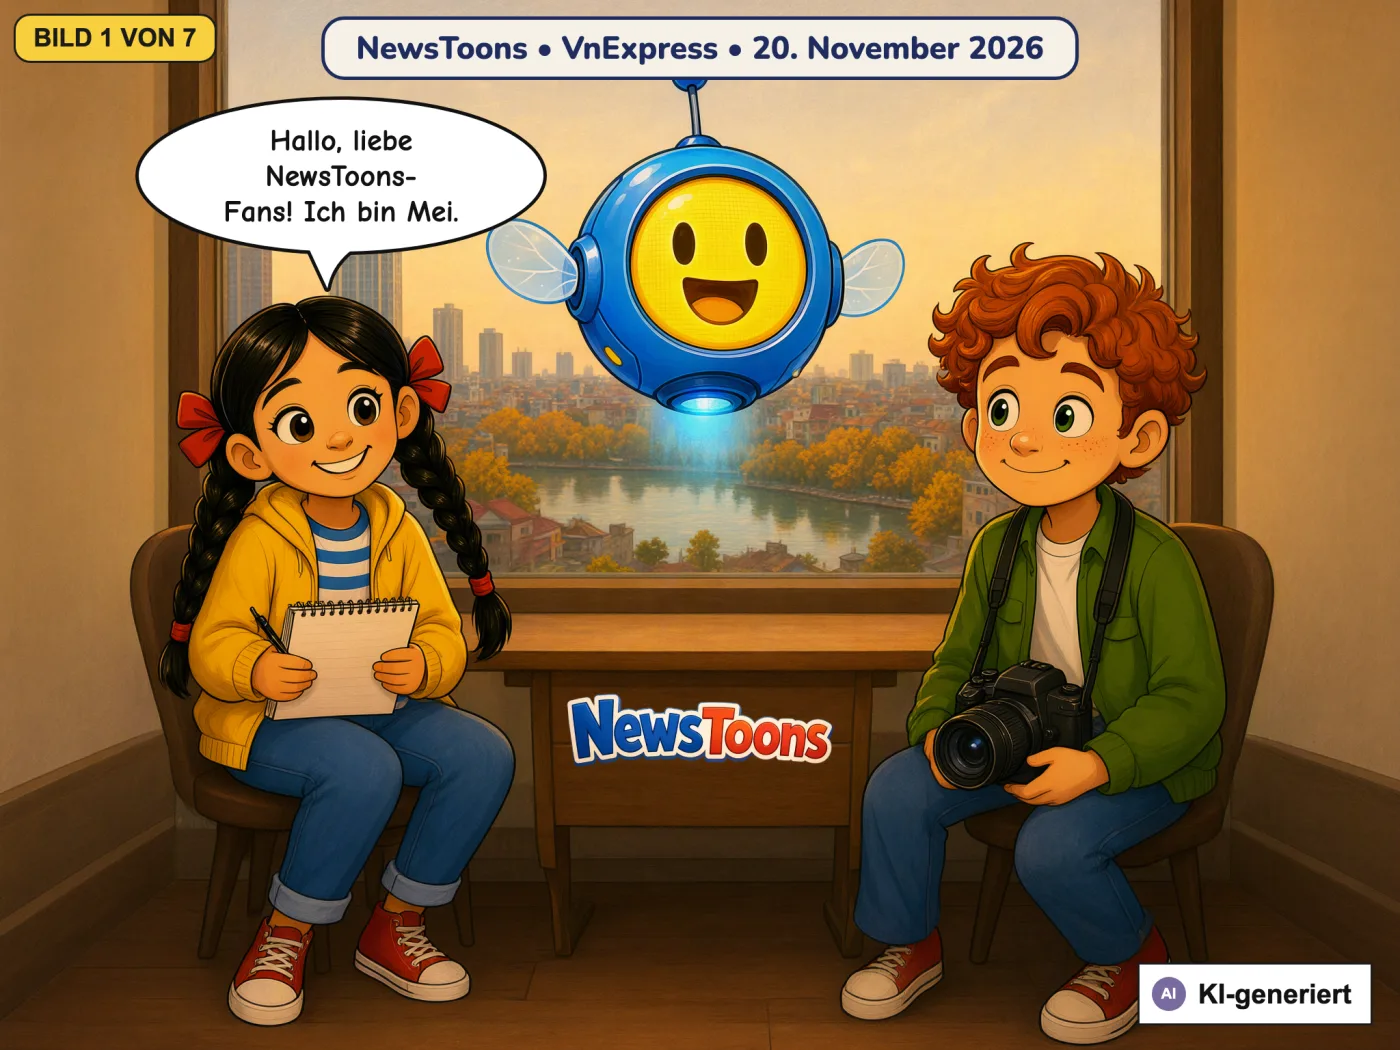 BILD 1 VON 7
NewsToons • VnExpress • 20. November 2026
Hallo, liebe
NewsToons-
Fans! Ich bin Mei.
NewsToons
AI KI-generiert